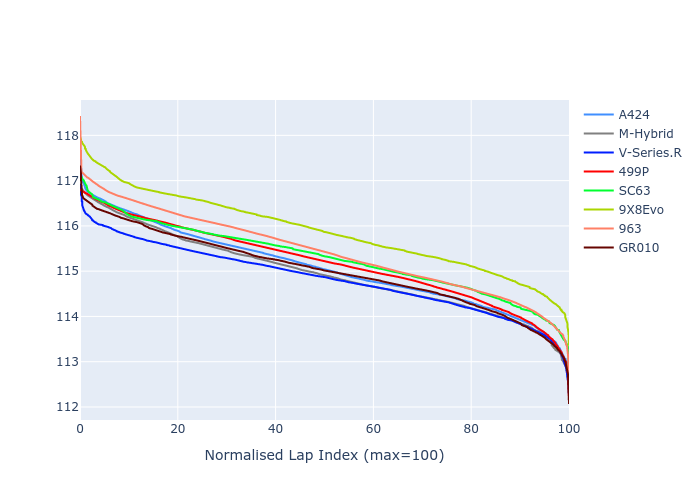 118
117
116
115
114
113
112
0 20 40 60 80 100
Normalised Lap Index (max=100)
A424
M-Hybrid
V-Series.R
499P
SC63
9X8Evo
963
GR010